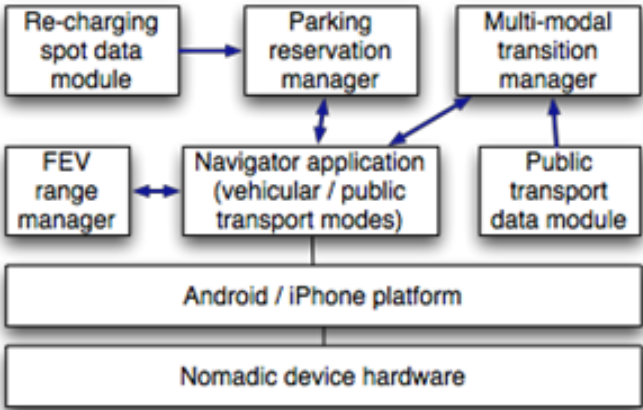 Re-charging
spot data
module
Parking
reservation
manager
Multi-modal
transition
manager
FEV
range
manager
Navigator application
(vehicular / public
transport modes)
Public
transport
data module
Android / iPhone platform
Nomadic device hardware